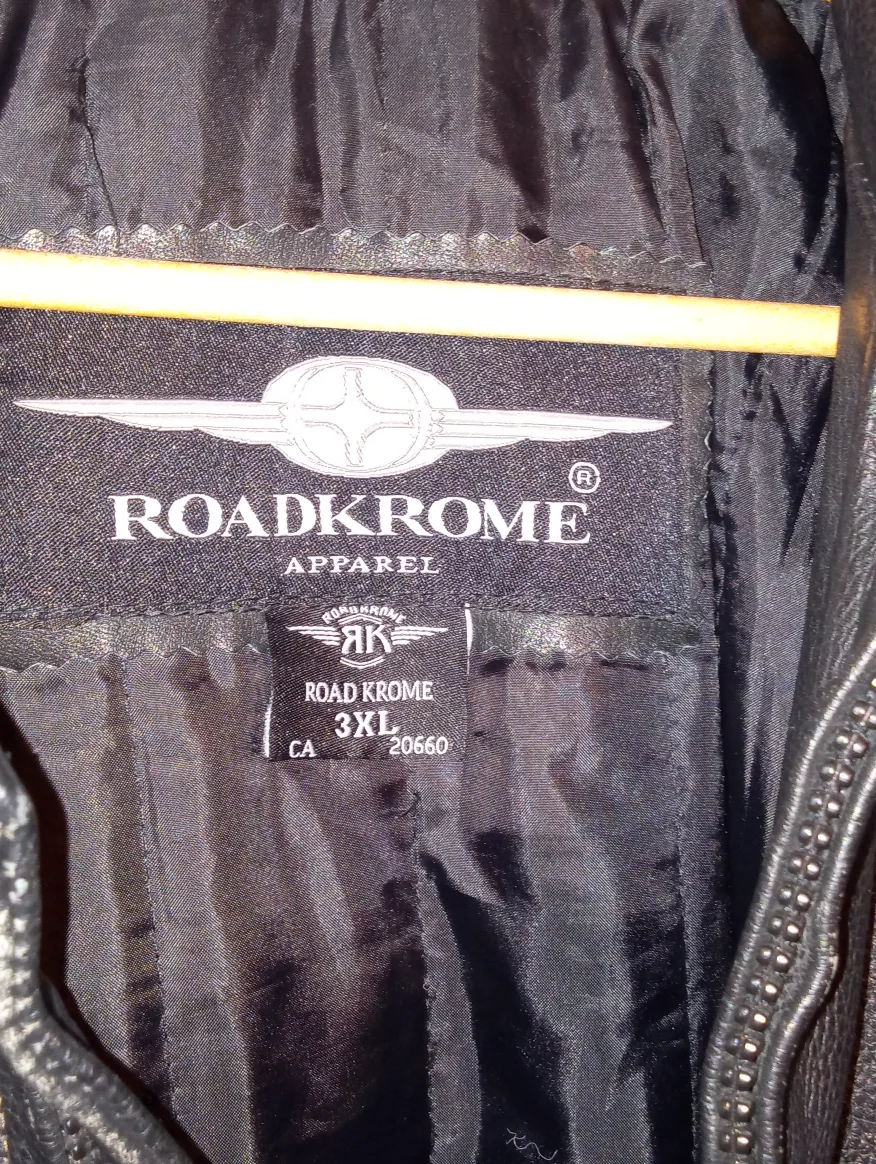 ®
ROADKROME
APPAREL
ROADKROME
RK
ROAD KROME
3XL
CA 20660